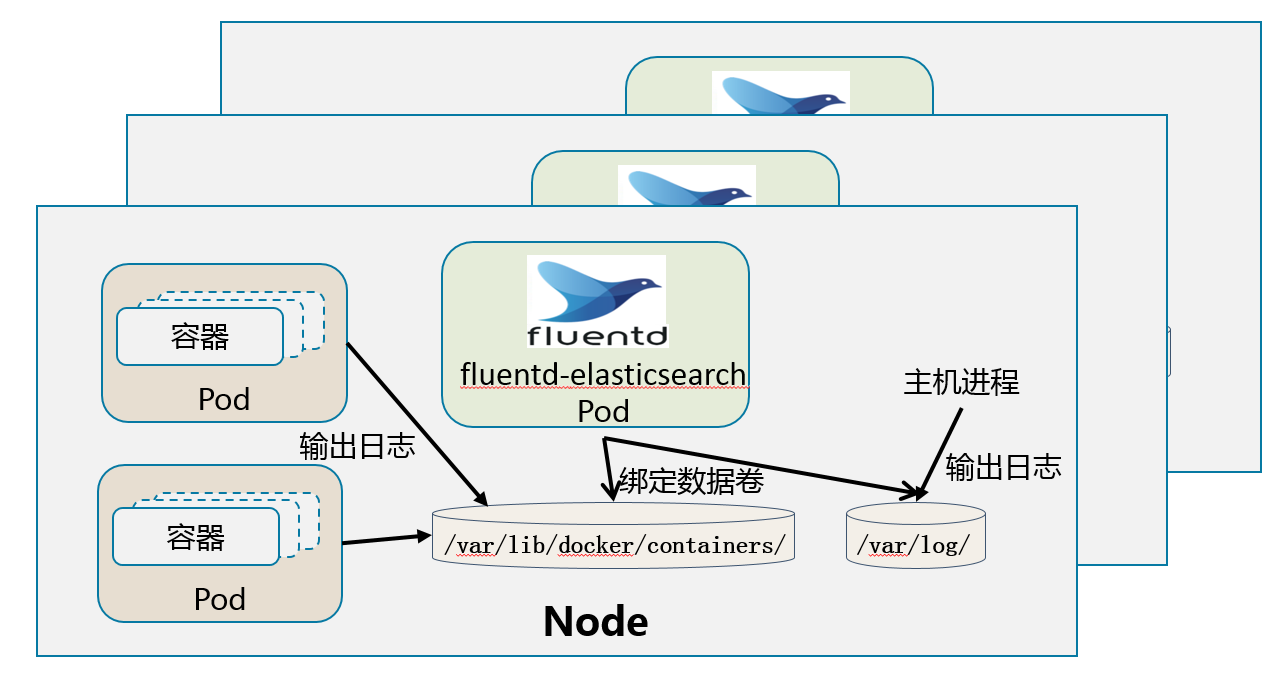 fluentd
fluentd-elasticsearch
Pod
容器
Pod
主机进程
输出日志
输出日志
绑定数据卷
容器
Pod
/var/lib/docker/containers/
/var/log/
Node